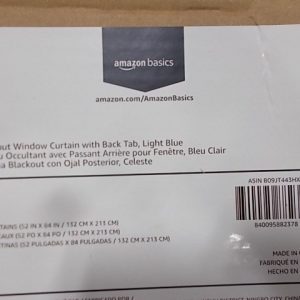 amazon basics
amazon.com/AmazonBasics
out Window Curtain with Back Tab, Light Blue
u Occultant avec Passant Arrière pour Fenêtre, Bleu Clair
a Blackout con Ojal Posterior, Celeste
ASIN B09JT443HX
TAINS (52 IN X 84 IN / 132 CM X 213 CM)
EAUX (52 PO X 84 PO / 132 CM X 213 CM)
TINAS (52 PULGADAS X 84 PULGADAS / 132 CM X 213 CM)
840095882378
MADE IN
FABRIQUÉ EN
HECHO EN